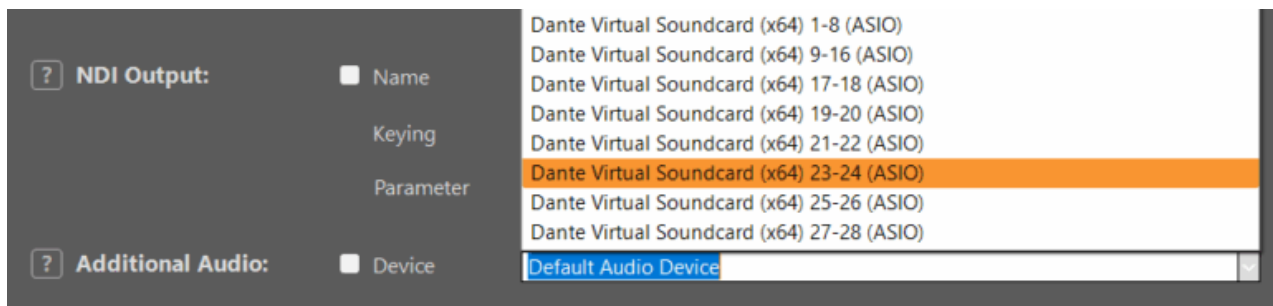 Dante Virtual Soundcard (x64) 1-8 (ASIO)
Dante Virtual Soundcard (x64) 9-16 (ASIO)
? NDI Output: Name
Dante Virtual Soundcard (x64) 17-18 (ASIO)
Dante Virtual Soundcard (x64) 19-20 (ASIO)
Keying
Dante Virtual Soundcard (x64) 21-22 (ASIO)
Dante Virtual Soundcard (x64) 23-24 (ASIO)
Parameter
Dante Virtual Soundcard (x64) 25-26 (ASIO)
Dante Virtual Soundcard (x64) 27-28 (ASIO)
? Additional Audio: Device Default Audio Device